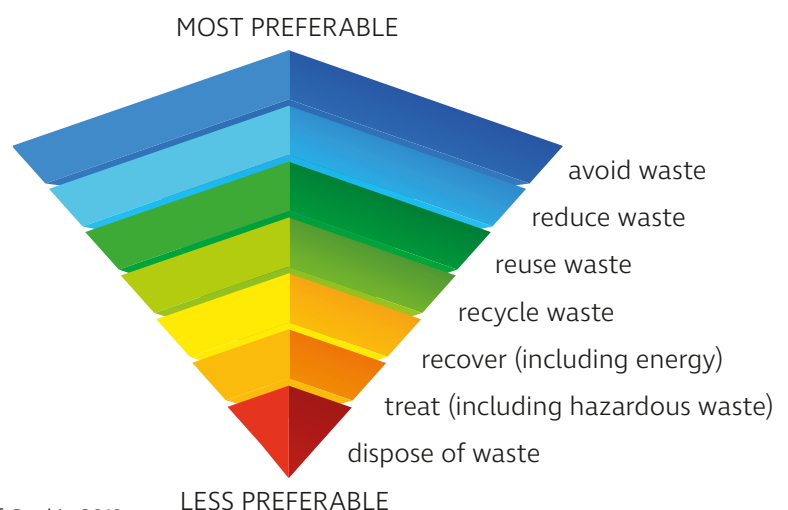 MOST PREFERABLE
avoid waste
reduce waste
reuse waste
recycle waste
recover (including energy)
treat (including hazardous waste)
dispose of waste
LESS PREFERABLE